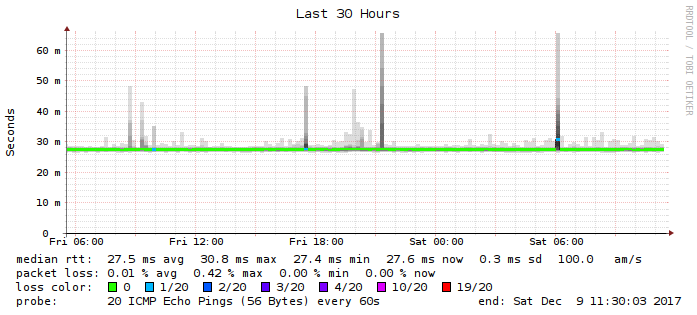 Last 30 Hours
RRDTOOL / TOBI OETIKER
Seconds
60 m
50 m
40 m
30 m
20 m
10 m
0
Fri 06:00 Fri 12:00 Fri 18:00 Sat 00:00 Sat 06:00
median rtt: 27.5 ms avg 30.8 ms max 27.4 ms min 27.6 ms now 0.3 ms sd 100.0 am/s
packet loss: 0.01 % avg 0.42 % max 0.00 % min 0.00 % now
loss color: 0 1/20 2/20 3/20 4/20 10/20 19/20
probe: 20 ICMP Echo Pings (56 Bytes) every 60s end: Sat Dec 9 11:30:03 2017